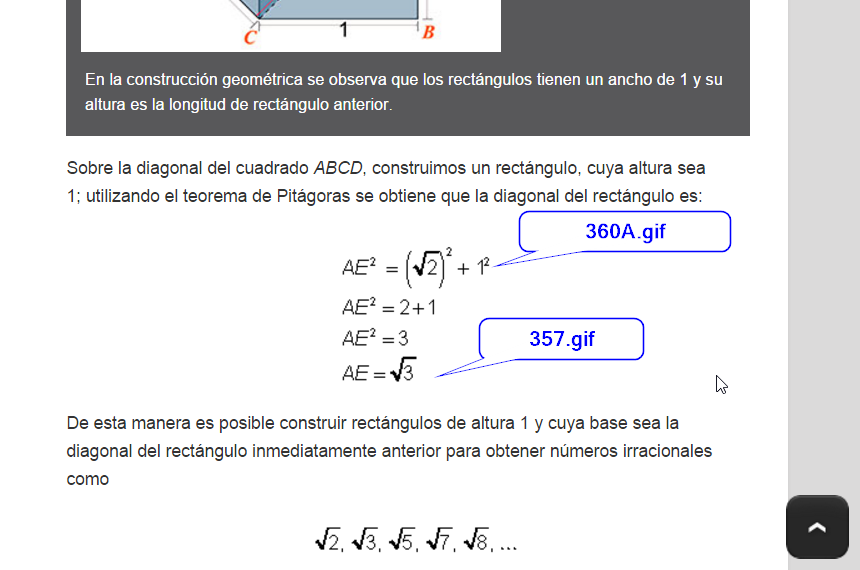 C 1 B
En la construcción geométrica se observa que los rectángulos tienen un ancho de 1 y su
altura es la longitud de rectángulo anterior.
Sobre la diagonal del cuadrado ABCD, construimos un rectángulo, cuya altura sea
1; utilizando el teorema de Pitágoras se obtiene que la diagonal del rectángulo es:
360A.gif
AE² = (√2)² + 1²
AE² = 2+1
AE² = 3
357.gif
AE = √3
De esta manera es posible construir rectángulos de altura 1 y cuya base sea la
diagonal del rectángulo inmediatamente anterior para obtener números irracionales
como
√2, √3, √5, √7, √8, ...